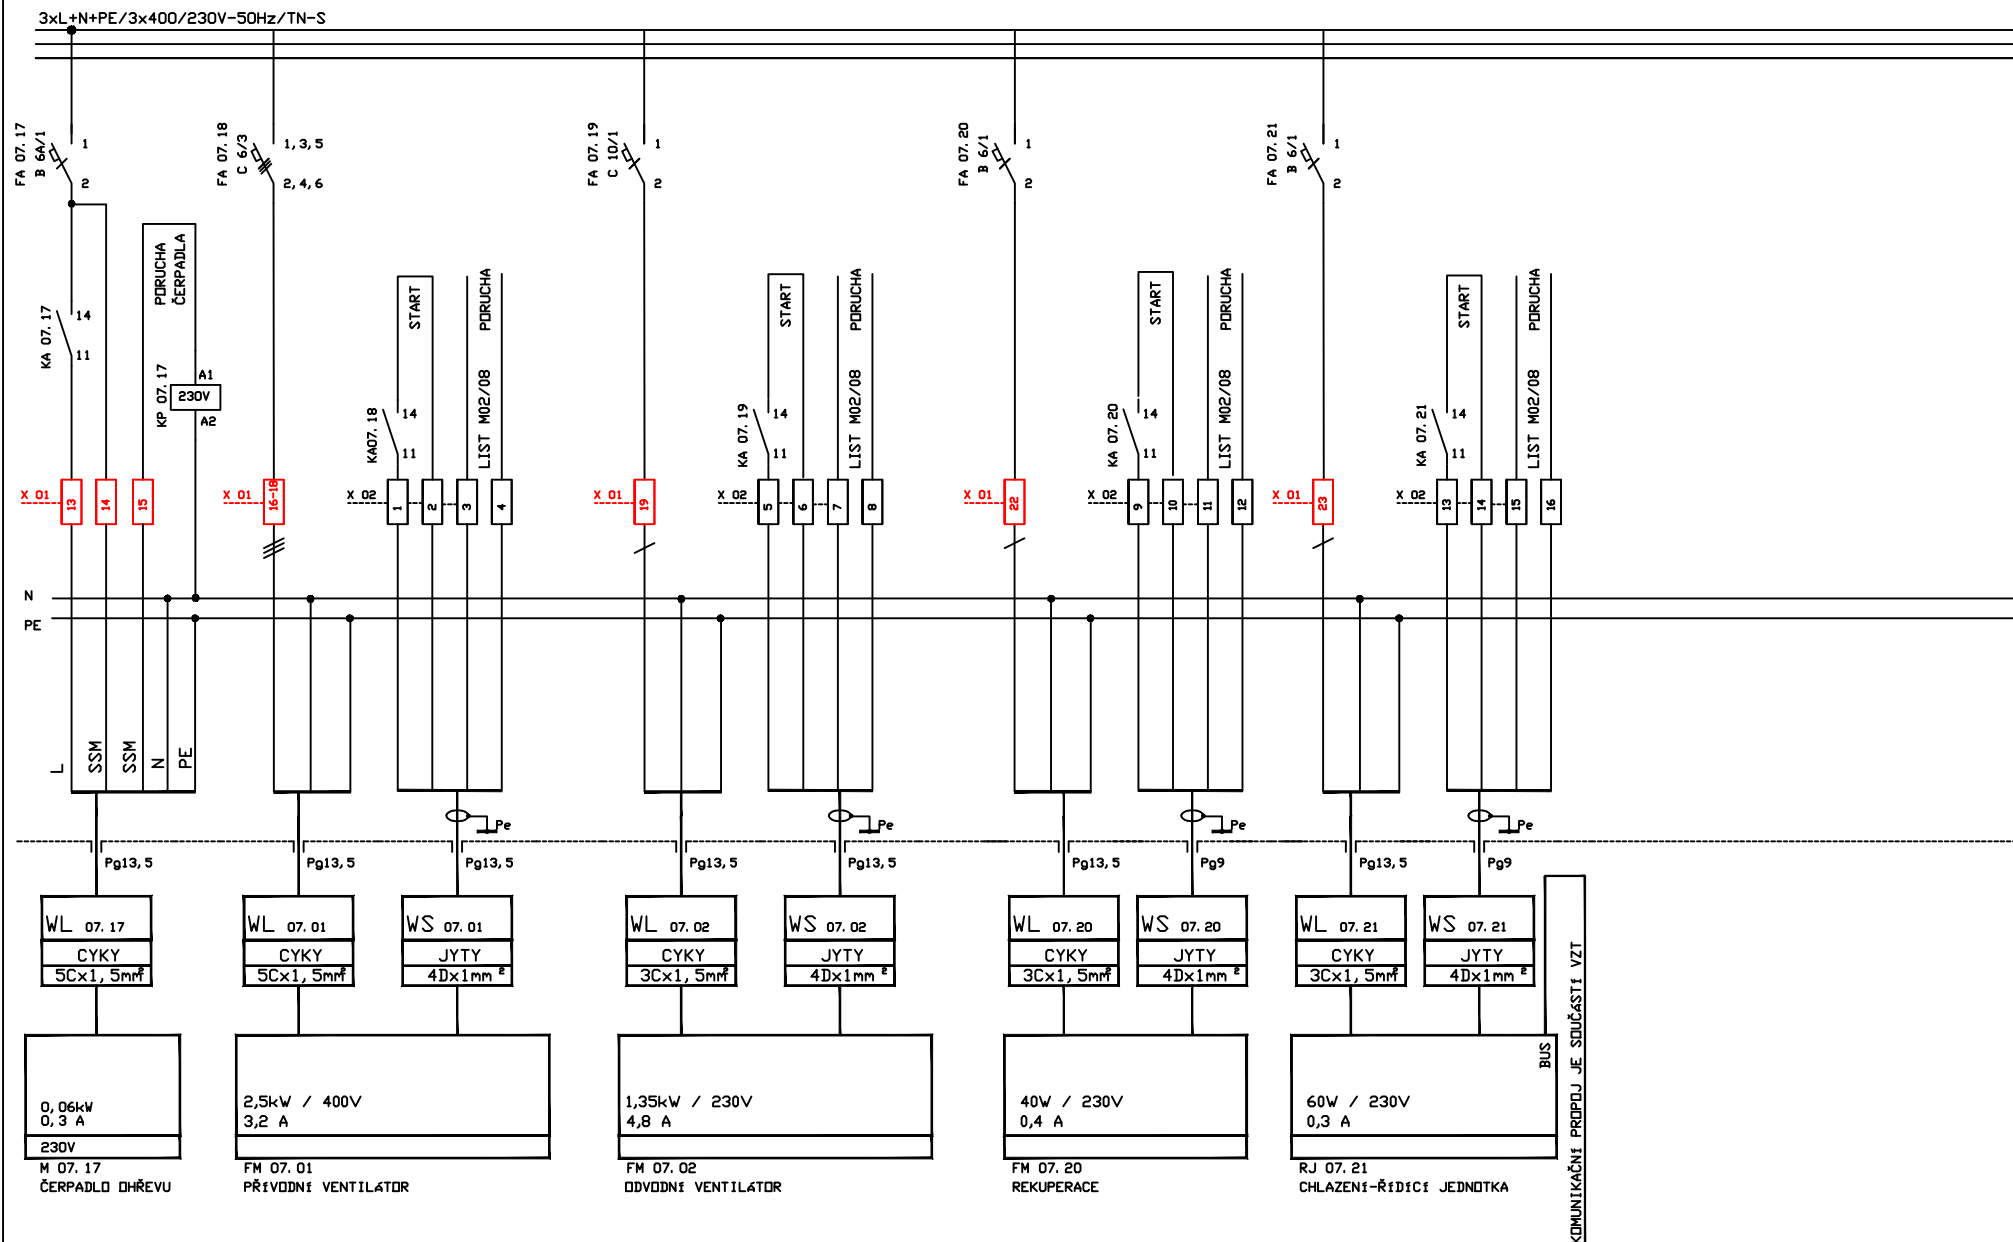 3xL+N+PE/3x400/230V-50Hz/TN-S
FA 07.17
B 6A/1
1
2
FA 07.18
C 6/3
1,3,5
2,4,6
FA 07.19
C 10/1
1
2
FA 07.20
B 6/1
1
2
FA 07.21
B 6/1
1
2
KA 07.17
14
11
PORUCHA
ČERPADLA
KP 07.17
A1
230V
A2
KA07.18
14
11
START
LIST M02/08 PORUCHA
KA 07.19
14
11
START
LIST M02/08 PORUCHA
KA 07.20
14
11
START
LIST M02/08 PORUCHA
KA 07.21
14
11
START
LIST M02/08 PORUCHA
X 01
13
14
15
X 01
16-18
X 02
1
2
3
4
X 01
19
X 02
5
6
7
8
X 01
22
X 02
9
10
11
12
X 01
23
X 02
13
14
15
16
N
PE
L
SSM
SSM
N
PE
Pe
Pe
Pe
Pe
Pg13,5
Pg13,5
Pg13,5
Pg13,5
Pg13,5
Pg13,5
Pg9
Pg13,5
Pg9
WL 07.17
CYKY
5Cx1,5mm²
WL 07.01
CYKY
5Cx1,5mm²
WS 07.01
JYTY
4Dx1mm²
WL 07.02
CYKY
3Cx1,5mm²
WS 07.02
JYTY
4Dx1mm²
WL 07.20
CYKY
3Cx1,5mm²
WS 07.20
JYTY
4Dx1mm²
WL 07.21
CYKY
3Cx1,5mm²
WS 07.21
JYTY
4Dx1mm²
0,06kW
0,3 A
230V
M 07.17
ČERPADLO OHŘEVU
2,5kW / 400V
3,2 A
FM 07.01
PŘÍVODNÍ VENTILÁTOR
1,35kW / 230V
4,8 A
FM 07.02
ODVODNÍ VENTILÁTOR
40W / 230V
0,4 A
FM 07.20
REKUPERACE
60W / 230V
0,3 A
BUS
RJ 07.21
CHLAZENÍ-ŘÍDÍCÍ JEDNOTKA
KOMUNIKAČNÍ PROPOJ JE SOUČÁSTÍ VZT